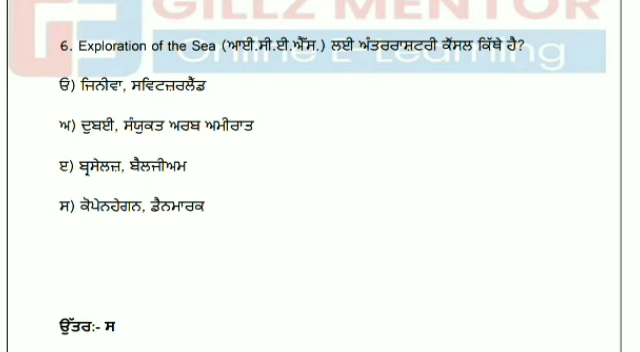 GILLZ MENTOR
Online E-Learning
6. Exploration of the Sea (ਆਈ.ਸੀ.ਈ.ਐੱਸ.) ਲਈ ਅੰਤਰਰਾਸ਼ਟਰੀ ਕੌਂਸਲ ਕਿੱਥੇ ਹੈ?
ੳ) ਜਿਨੀਵਾ, ਸਵਿਟਜ਼ਰਲੈਂਡ
ਅ) ਦੁਬਈ, ਸੰਯੁਕਤ ਅਰਬ ਅਮੀਰਾਤ
ੲ) ਬ੍ਰਸੇਲਜ਼, ਬੈਲਜੀਅਮ
ਸ) ਕੋਪੇਨਹੇਗਨ, ਡੈਨਮਾਰਕ
ਉੱਤਰ:- ਸ